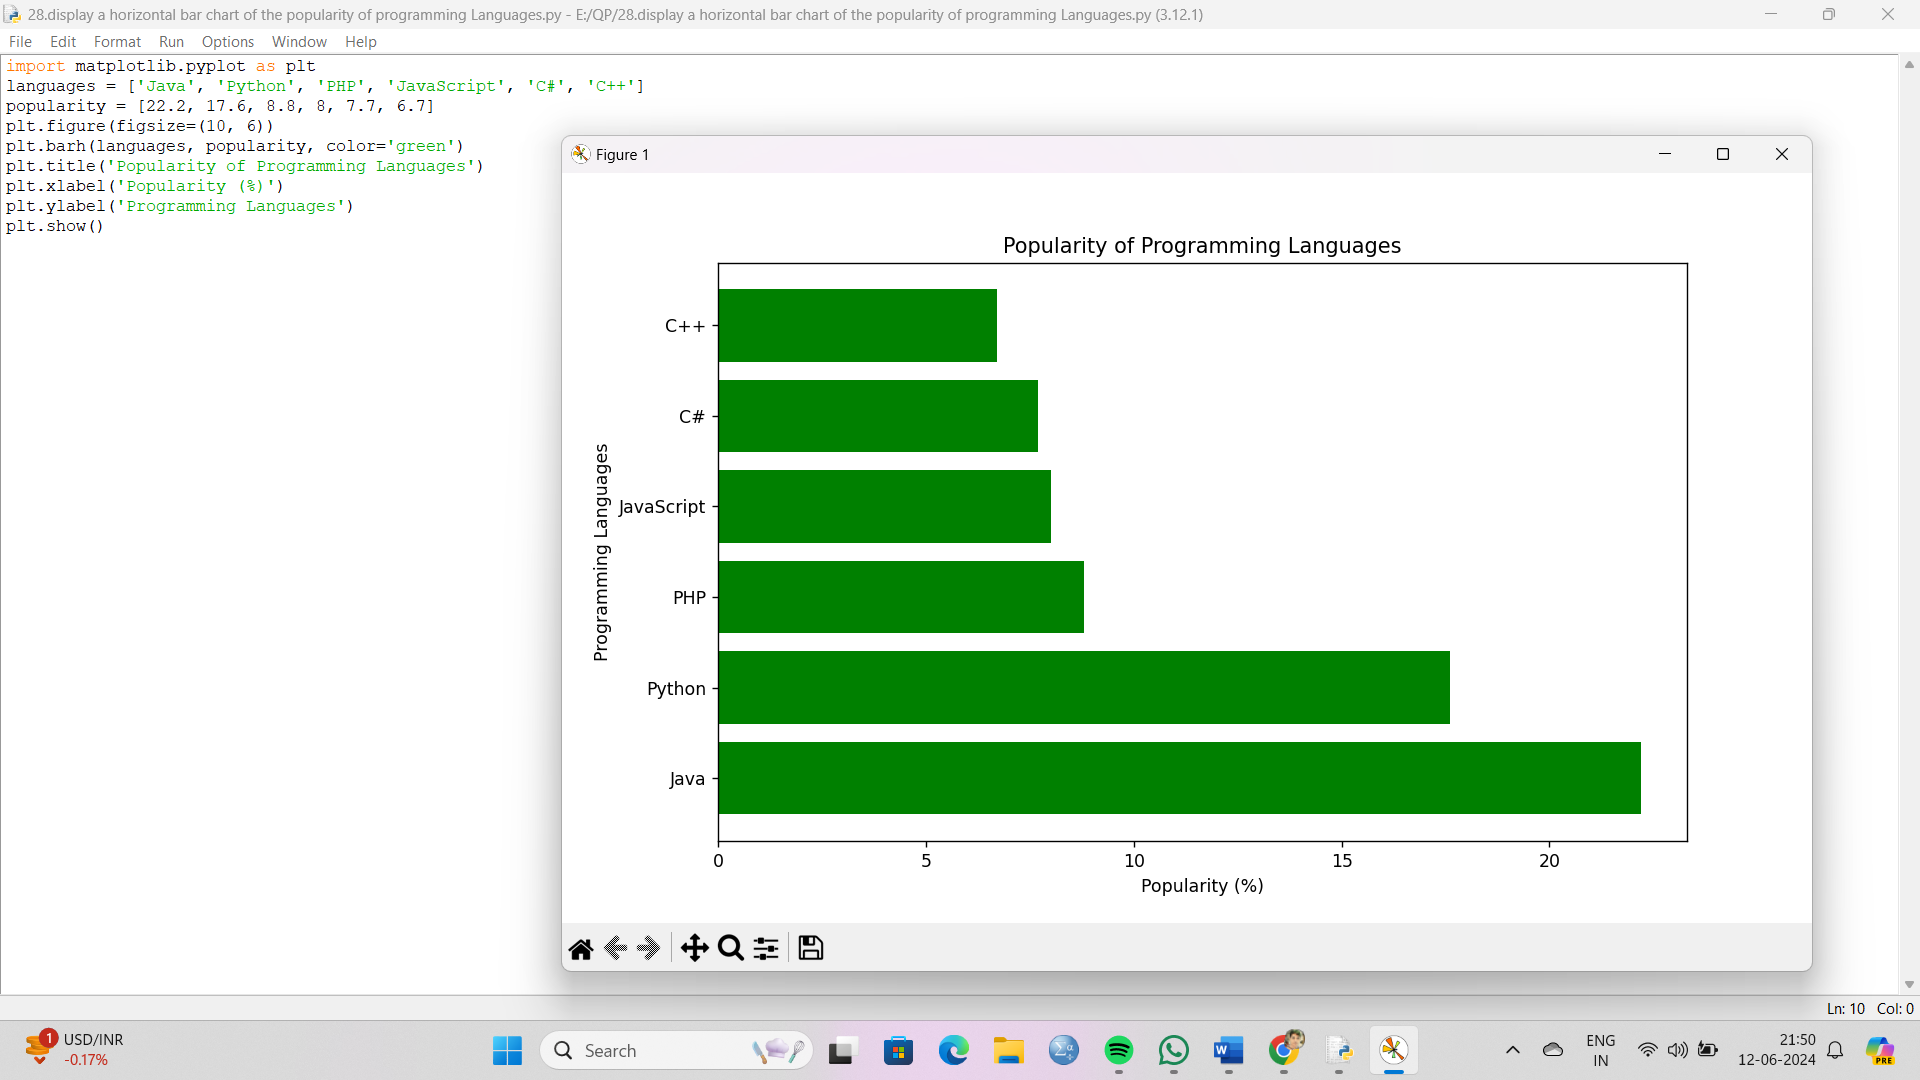 28.display a horizontal bar chart of the popularity of programming Languages.py - E:/QP/28.display a horizontal bar chart of the popularity of programming Languages.py (3.12.1)
File Edit Format Run Options Window Help
import matplotlib.pyplot as plt
languages = ['Java', 'Python', 'PHP', 'JavaScript', 'C#', 'C++']
popularity = [22.2, 17.6, 8.8, 8, 7.7, 6.7]
plt.figure(figsize=(10, 6))
plt.barh(languages, popularity, color='green')
plt.title('Popularity of Programming Languages')
plt.xlabel('Popularity (%)')
plt.ylabel('Programming Languages')
plt.show()
Figure 1
Popularity of Programming Languages
Programming Languages
C++
C#
JavaScript
PHP
Python
Java
0 5 10 15 20
Popularity (%)
Ln: 10 Col: 0
1
USD/INR
-0.17%
Search
Σα
W
ENG
IN
21:50
12-06-2024
PRE